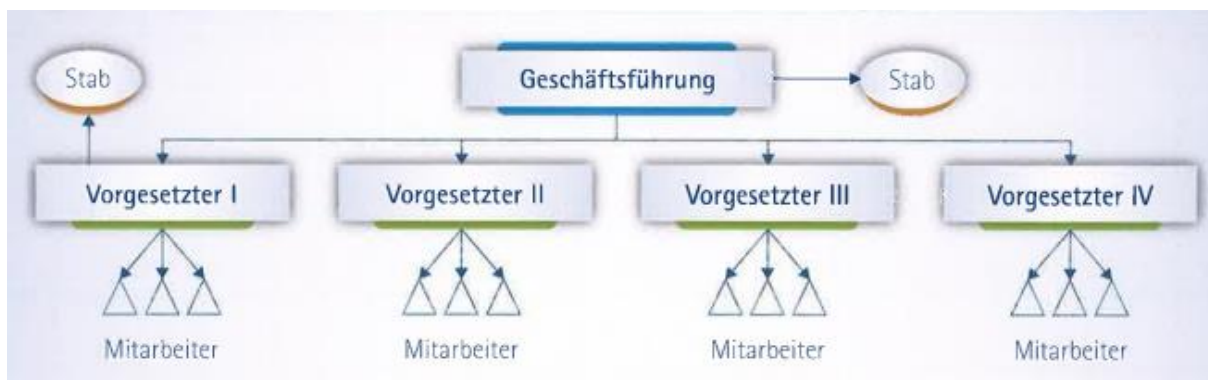 Stab
Geschäftsführung
Stab
Vorgesetzter I
Vorgesetzter II
Vorgesetzter III
Vorgesetzter IV
Mitarbeiter
Mitarbeiter
Mitarbeiter
Mitarbeiter